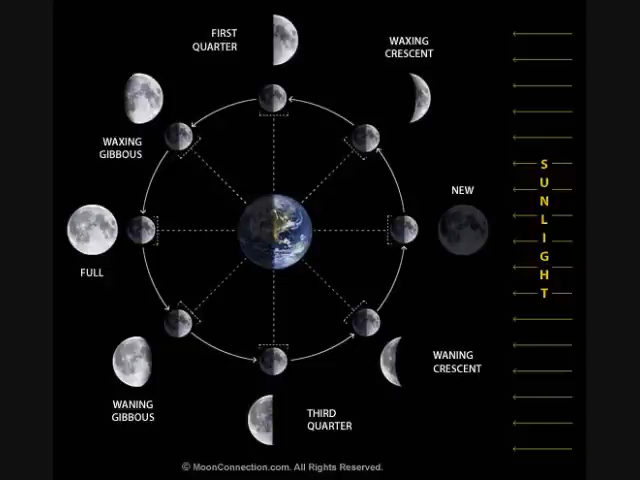 FIRST
QUARTER
WAXING
CRESCENT
WAXING
GIBBOUS
NEW
FULL
SUNLIGHT
WANING
CRESCENT
WANING
GIBBOUS
THIRD
QUARTER
© MoonConnection.com. All Rights Reserved.